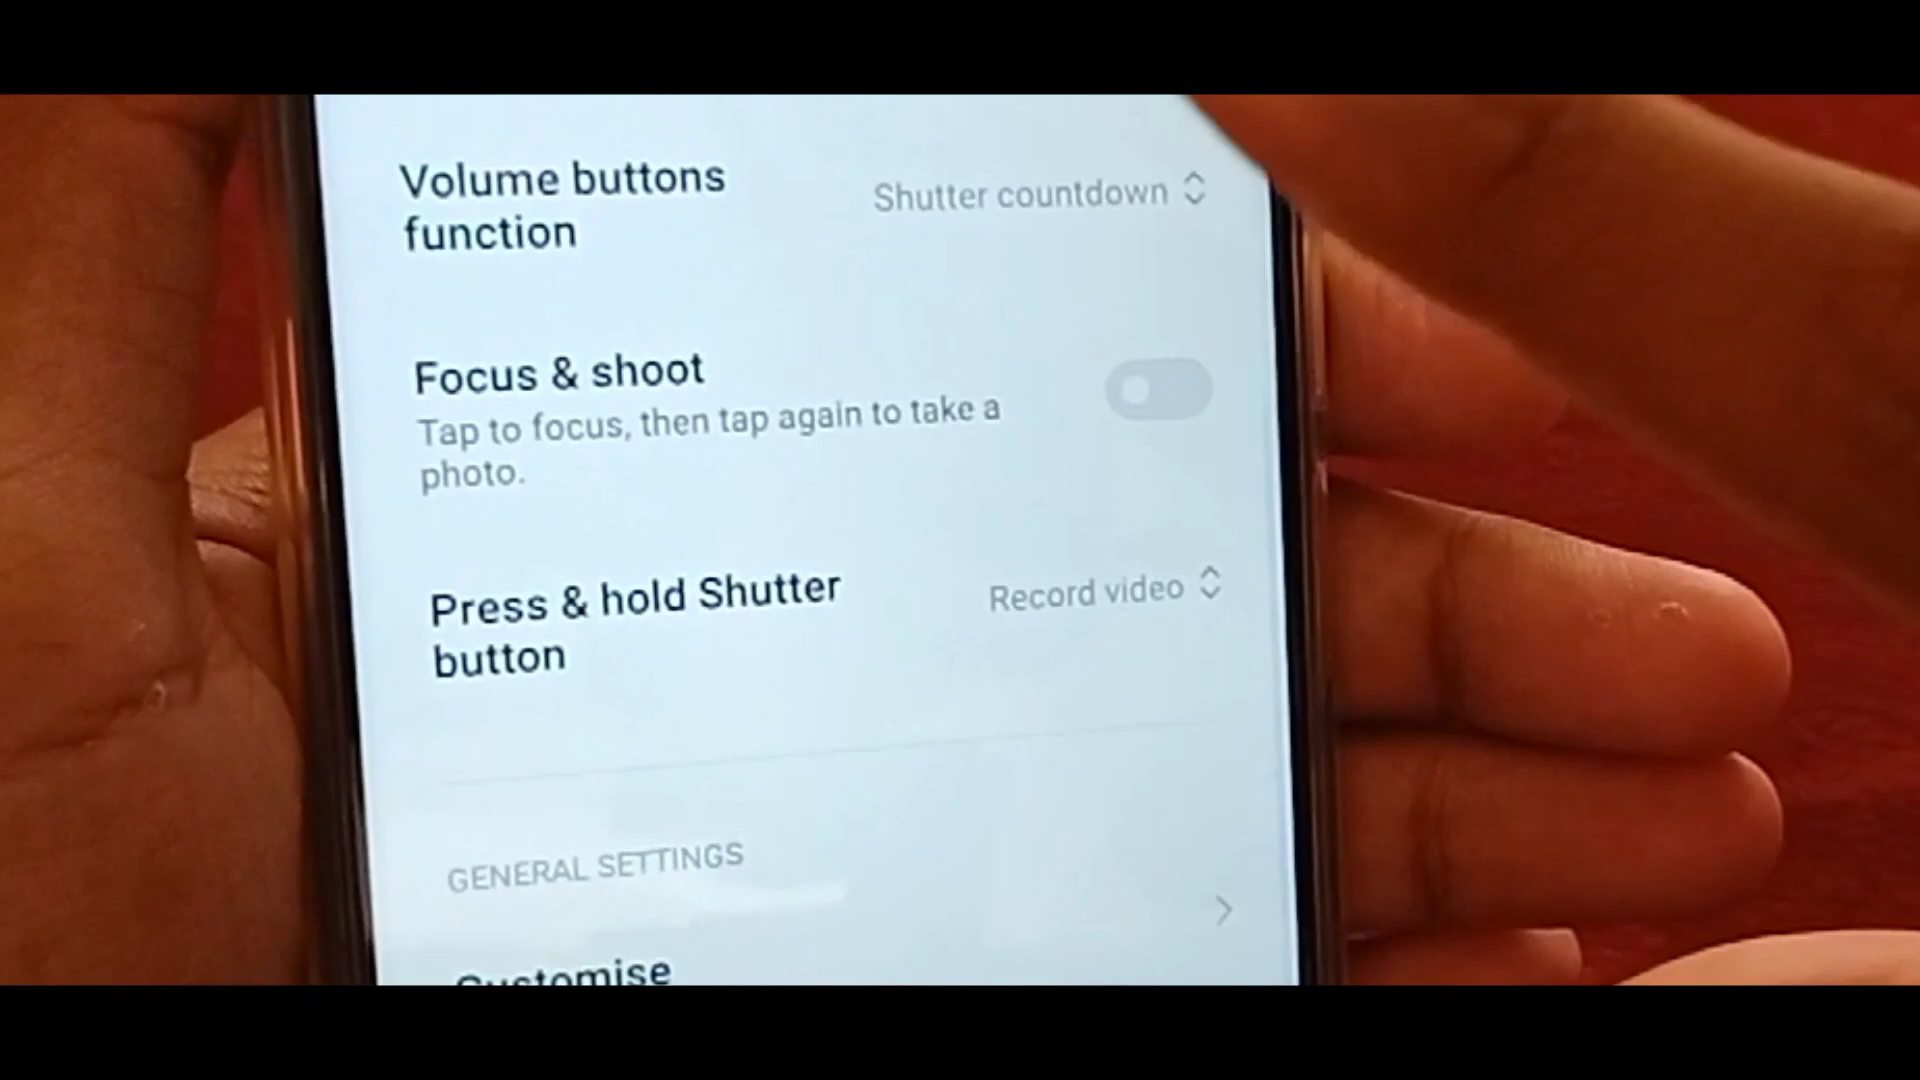 Volume buttons
function
Shutter countdown
Focus & shoot
Tap to focus, then tap again to take a
photo.
Press & hold Shutter
button
Record video
GENERAL SETTINGS
Customise